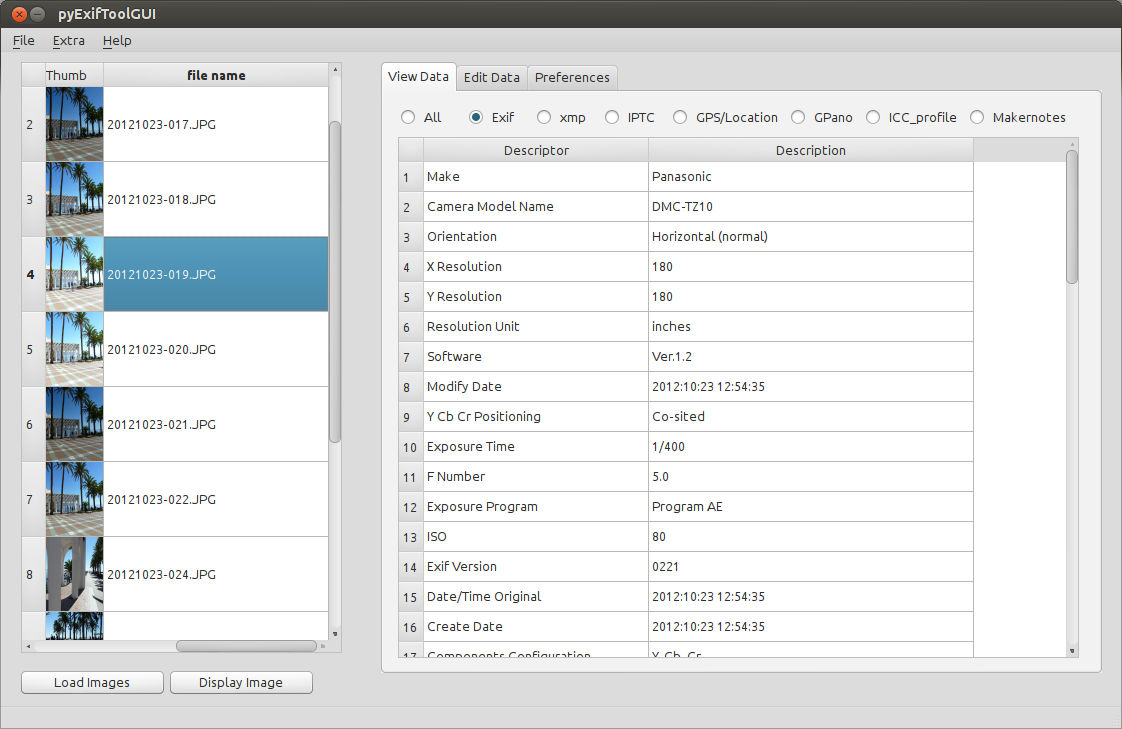 pyExifToolGUI
File Extra Help
Thumb file name
2 20121023-017.JPG
3 20121023-018.JPG
4 20121023-019.JPG
5 20121023-020.JPG
6 20121023-021.JPG
7 20121023-022.JPG
8 20121023-024.JPG
Load Images Display Image
View Data Edit Data Preferences
All Exif xmp IPTC GPS/Location GPano ICC_profile Makernotes
Descriptor Description
1 Make Panasonic
2 Camera Model Name DMC-TZ10
3 Orientation Horizontal (normal)
4 X Resolution 180
5 Y Resolution 180
6 Resolution Unit inches
7 Software Ver.1.2
8 Modify Date 2012:10:23 12:54:35
9 Y Cb Cr Positioning Co-sited
10 Exposure Time 1/400
11 F Number 5.0
12 Exposure Program Program AE
13 ISO 80
14 Exif Version 0221
15 Date/Time Original 2012:10:23 12:54:35
16 Create Date 2012:10:23 12:54:35
17 Components Configuration Y, Cb, Cr